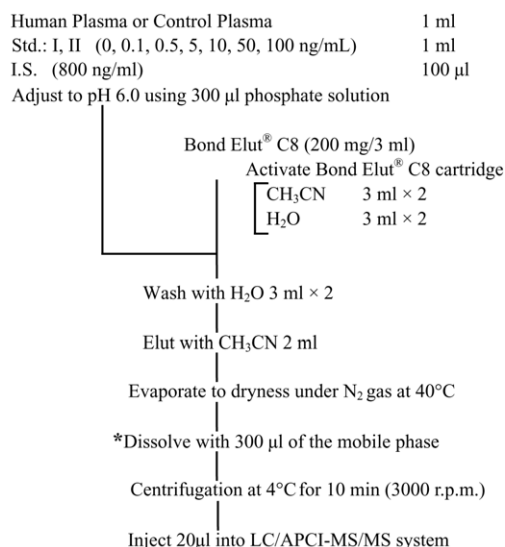 Human Plasma or Control Plasma 1 ml
Std.: I, II (0, 0.1, 0.5, 5, 10, 50, 100 ng/mL) 1 ml
I.S. (800 ng/ml) 100 μl
Adjust to pH 6.0 using 300 μl phosphate solution
Bond Elut® C8 (200 mg/3 ml)
Activate Bond Elut® C8 cartridge
CH₃CN 3 ml × 2
H₂O 3 ml × 2
Wash with H₂O 3 ml × 2
Elut with CH₃CN 2 ml
Evaporate to dryness under N₂ gas at 40°C
*Dissolve with 300 μl of the mobile phase
Centrifugation at 4°C for 10 min (3000 r.p.m.)
Inject 20μl into LC/APCI-MS/MS system